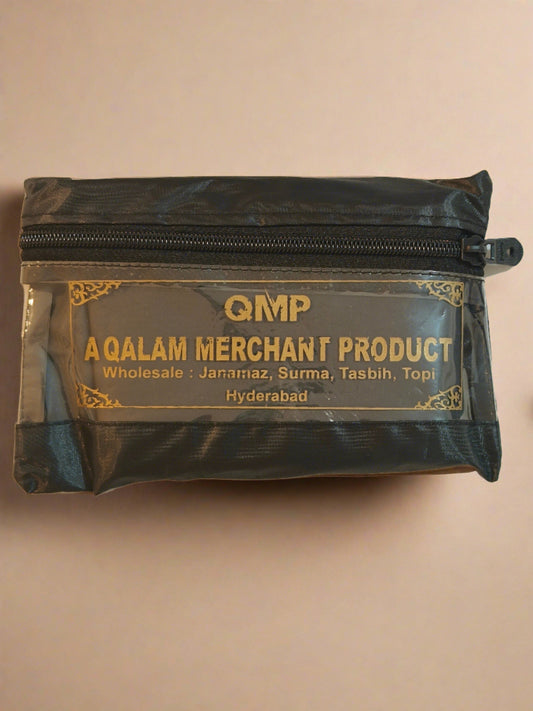 QMP
A QALAM MERCHANT PRODUCT
Wholesale : Janamaz, Surma, Tasbih, Topi
Hyderabad